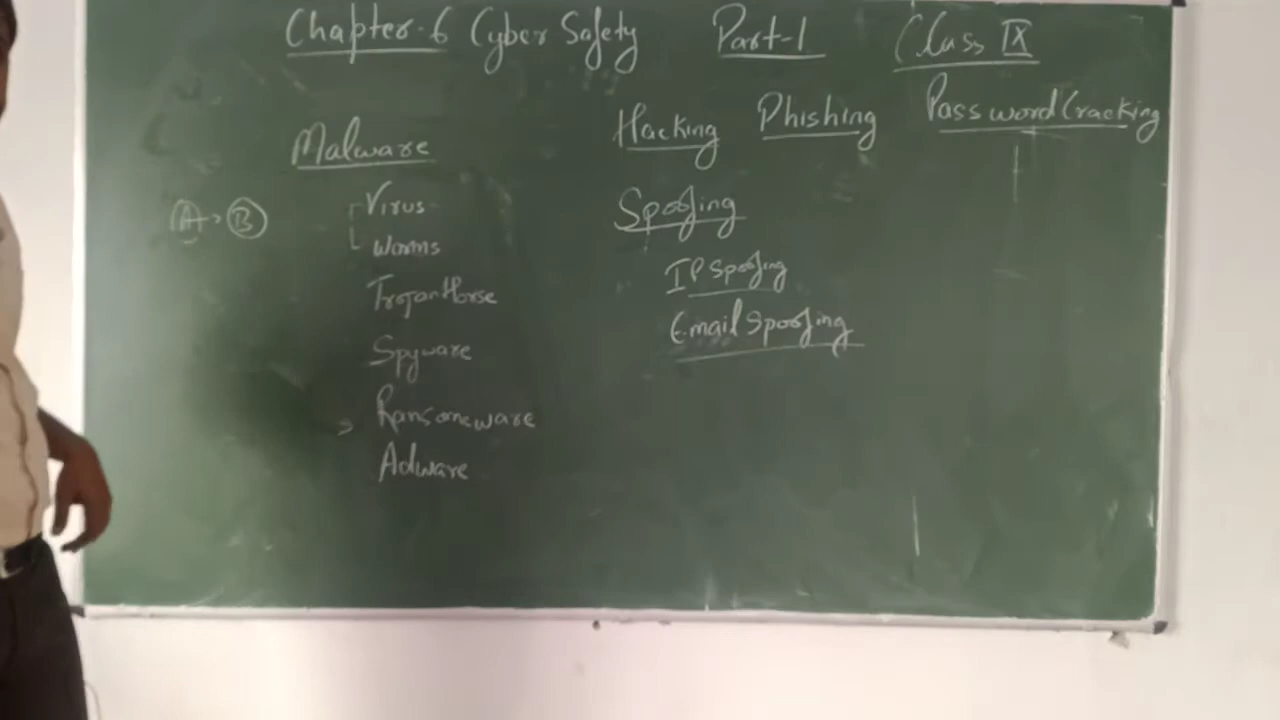 Chapter-6 Cyber Safety Part-1 Class IX
Malware
A → B
Virus
Worms
Trojan Horse
Spyware
Ransomeware
Adware
Hacking Phishing Password Cracking
Spoofing
IP Spoofing
Email Spoofing